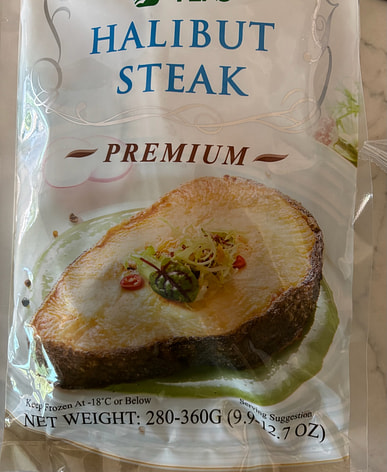 HALIBUT
STEAK
PREMIUM
Keep Frozen At -18°C or Below
Serving Suggestion
NET WEIGHT: 280-360G (9.9-12.7 OZ)